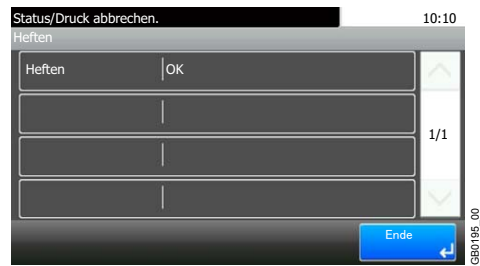 Status/Druck abbrechen. 10:10
Heften
Heften OK
1/1
Ende
GB0195_00